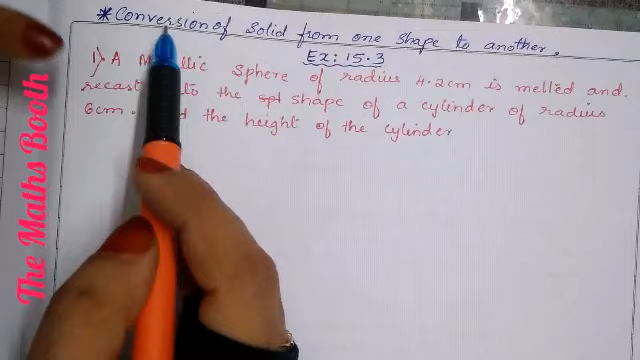 * Conversion of Solid from one shape to another.
Ex: 15.3
1) A M llic Sphere of radius 4.2cm is melted and
recast to the shape of a cylinder of radius
6cm. d the height of the cylinder
The Maths Booth